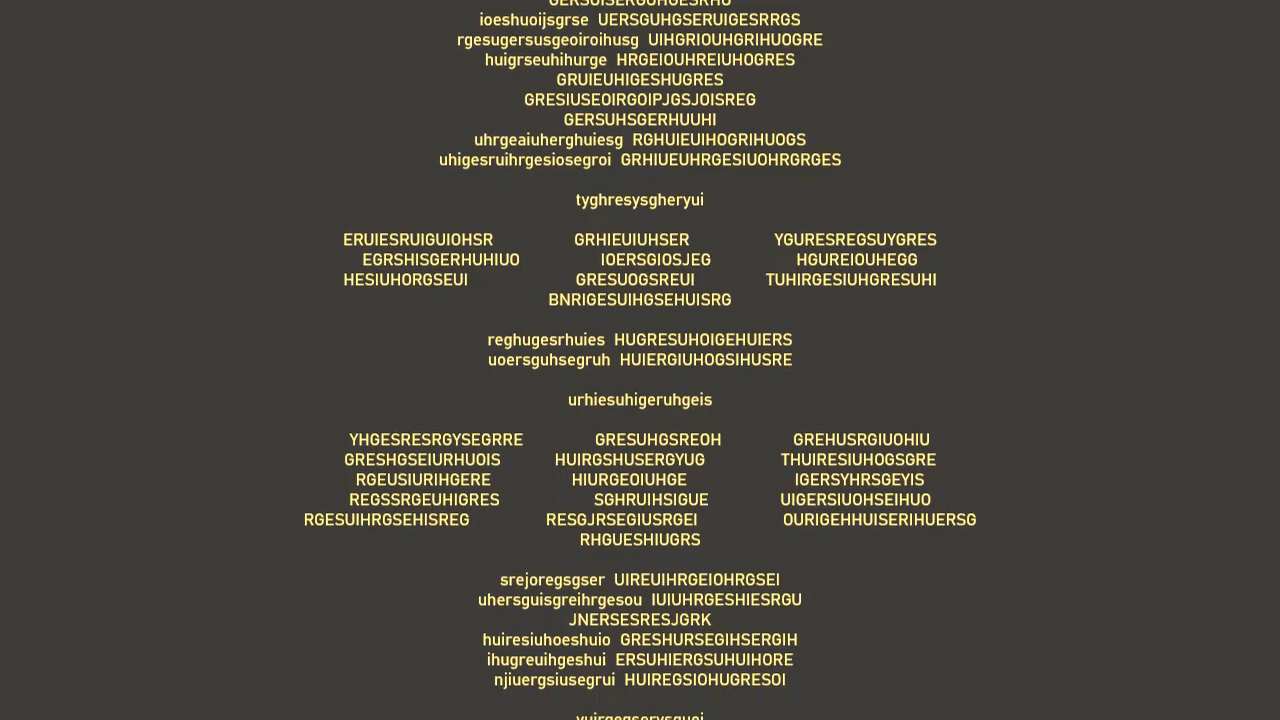 ioeshuoijsgrse UERSGUHGSERUIGESRRGS
rgesugersusgeoiroihusg UIHGRIOUHGRIHUOGRE
huigrseuhihurge HRGEIOUHREIUHOGRES
GRUIEUHIGESHUGRES
GRESIUSEOIRGOIPJGSJOISREG
GERSUHSGERHUUHI
uhrgeaiuherghuiesg RGHUIEUIHOGRIHUOGS
uhigesruihrgesiosegroi GRHIUEUHRGESIUOHRGRGES
tyghresysgheryui
ERUIESRUIGUIOHSR GRHIEUIUHSER YGURESREGSUYGRES
EGRSHISGERHUHIUO IOERSGIOSJEG HGUREIOUHEGG
HESIUHORGSEUI GRESUOGSREUI TUHIRGESIUHGRESUHI
BNRIGESUIHGSEHUISRG
reghugesrhuies HUGRESUHOIGEHUIERS
uoersguhsegruh HUIERGIUHOGSIHUSRE
urhiesuhigeruhgeis
YHGESRESRGYSEGRRE GRESUHGSREOH GREHUSRGIUOHIU
GRESHGSEIURHUOIS HUIRGSHUSERGYUG THUIRESIUHOGSGRE
RGEUSIURIHGERE HIURGEOIUHGE IGERSYHRSGEYIS
REGSSRGEUHIGRES SGHRUIHSIGUE UIGERSIUOHSEIHUO
RGESUIHRGSEHISREG RESGJRSEGIUSRGEI OURIGEHHUISERIHUERSG
RHGUESHIUGRS
srejoregsgser UIREUIHRGEIOHRGSEI
uhersguisgreihrgesou IUIUHRGESHIESRGU
JNERSESRESJGRK
huiresiuhoeshuio GRESHURSEGIHSERGIH
ihugreuihgeshui ERSUHIERGSUHUIHORE
njiuergsiusegrui HUIREGSIOHUGRESOI